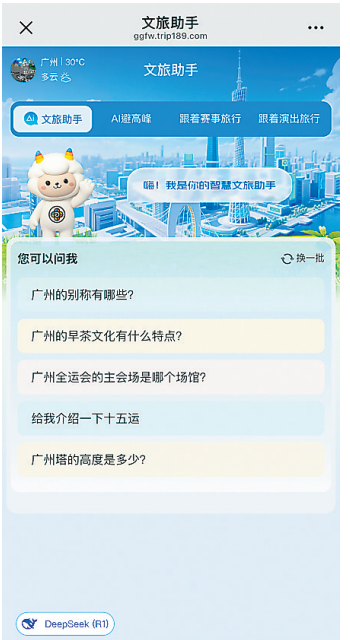 文旅助手
ggfw.trip189.com
广州 | 30°C
多云
文旅助手
AI 文旅助手
AI避高峰
跟着赛事旅行
跟着演出旅行
嗨！我是你的智慧文旅助手
您可以问我
换一批
广州的别称有哪些？
广州的早茶文化有什么特点？
广州全运会的主会场是哪个场馆？
给我介绍一下十五运
广州塔的高度是多少？
DeepSeek (R1)